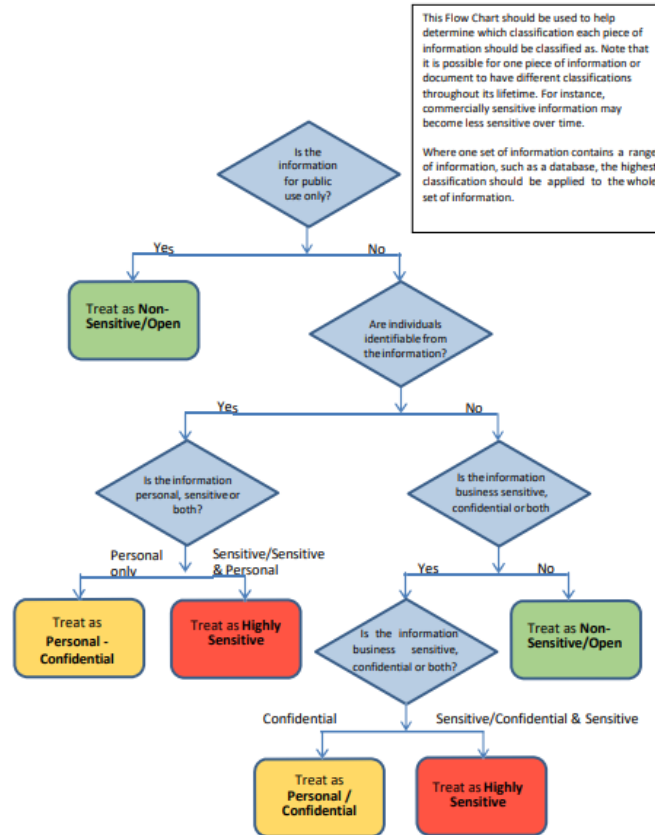 This Flow Chart should be used to help
determine which classification each piece of
information should be classified as. Note that
it is possible for one piece of information or
document to have different classifications
throughout its lifetime. For instance,
commercially sensitive information may
become less sensitive over time.
Where one set of information contains a range
of information, such as a database, the highest
classification should be applied to the whole
set of information.
Is the
information
for public
use only?
Yes
No
Treat as Non-
Sensitive/Open
Are individuals
identifiable from
the information?
Yes
No
Is the information
personal, sensitive or
both?
Is the information
business sensitive,
confidential or both
Personal
only
Sensitive/Sensitive
& Personal
Yes
No
Treat as
Personal -
Confidential
Treat as Highly
Sensitive
Is the information
business sensitive,
confidential or both?
Treat as Non-
Sensitive/Open
Confidential
Sensitive/Confidential & Sensitive
Treat as
Personal /
Confidential
Treat as Highly
Sensitive